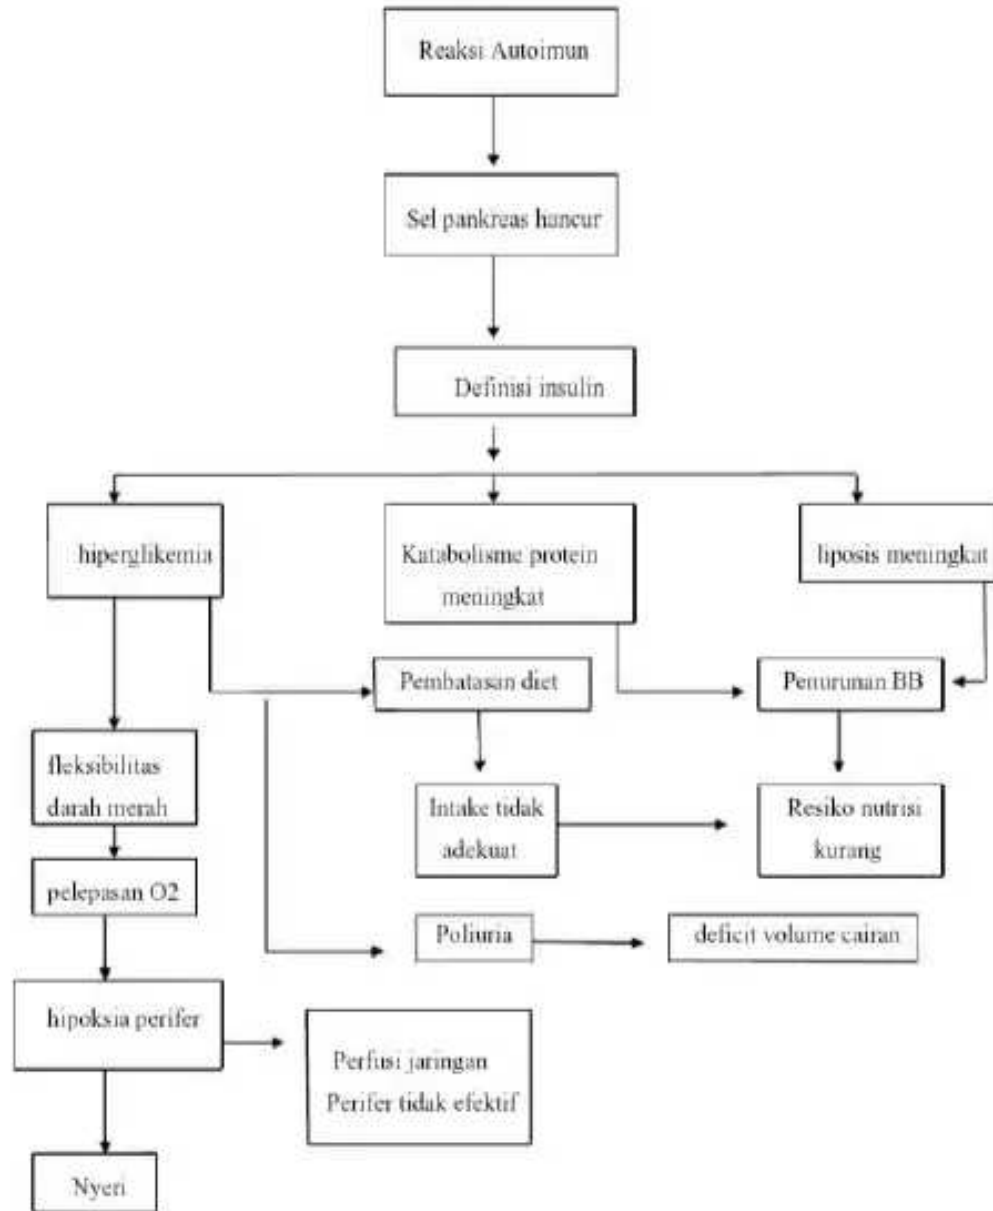 Reaksi Autoimun
Sel pankreas hancur
Definisi insulin
hiperglikemia
Katabolisme protein
meningkat
liposis meningkat
Pembatasan diet
Penurunan BB
fleksibilitas
darah merah
Intake tidak
adekuat
Resiko nutrisi
kurang
pelepasan O2
Poliuria
deficit volume cairan
hipoksia perifer
Perfusi jaringan
Perifer tidak efektif
Nyeri